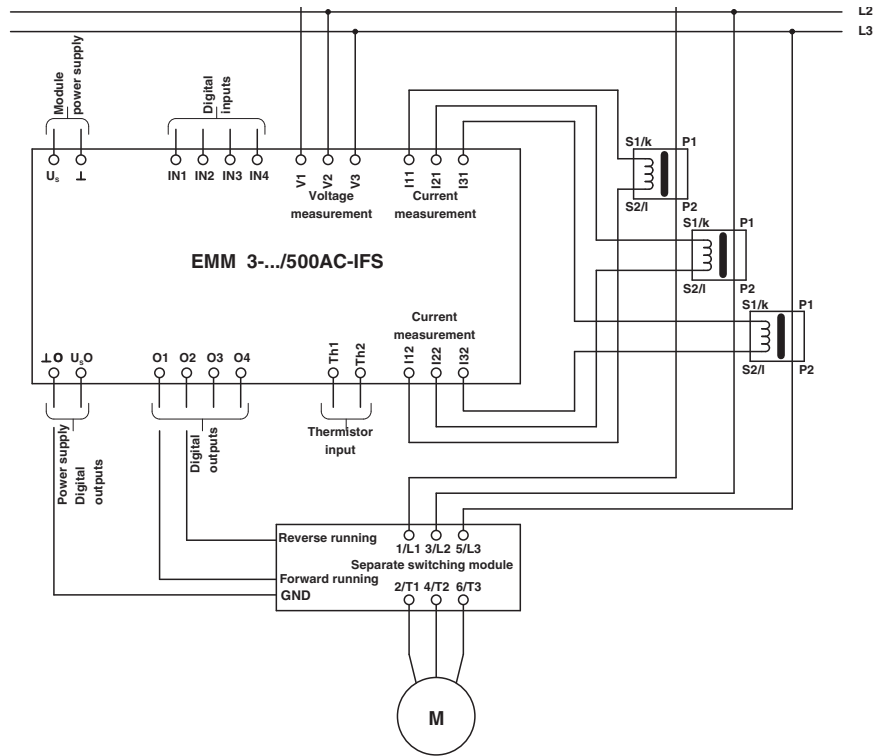 L2
L3
Module
power supply
Digital
inputs
Us ⊥
IN1 IN2 IN3 IN4
V1 V2 V3
Voltage
measurement
I11 I21 I31
Current
measurement
S1/k P1
S2/l P2
S1/k P1
S2/l P2
S1/k P1
S2/l P2
EMM 3-.../500AC-IFS
Current
measurement
⊥O UsO
O1 O2 O3 O4
Th1 Th2
I12 I22 I32
Power supply
Digital
outputs
Digital
outputs
Thermistor
input
Reverse running
1/L1 3/L2 5/L3
Separate switching module
Forward running
2/T1 4/T2 6/T3
GND
M